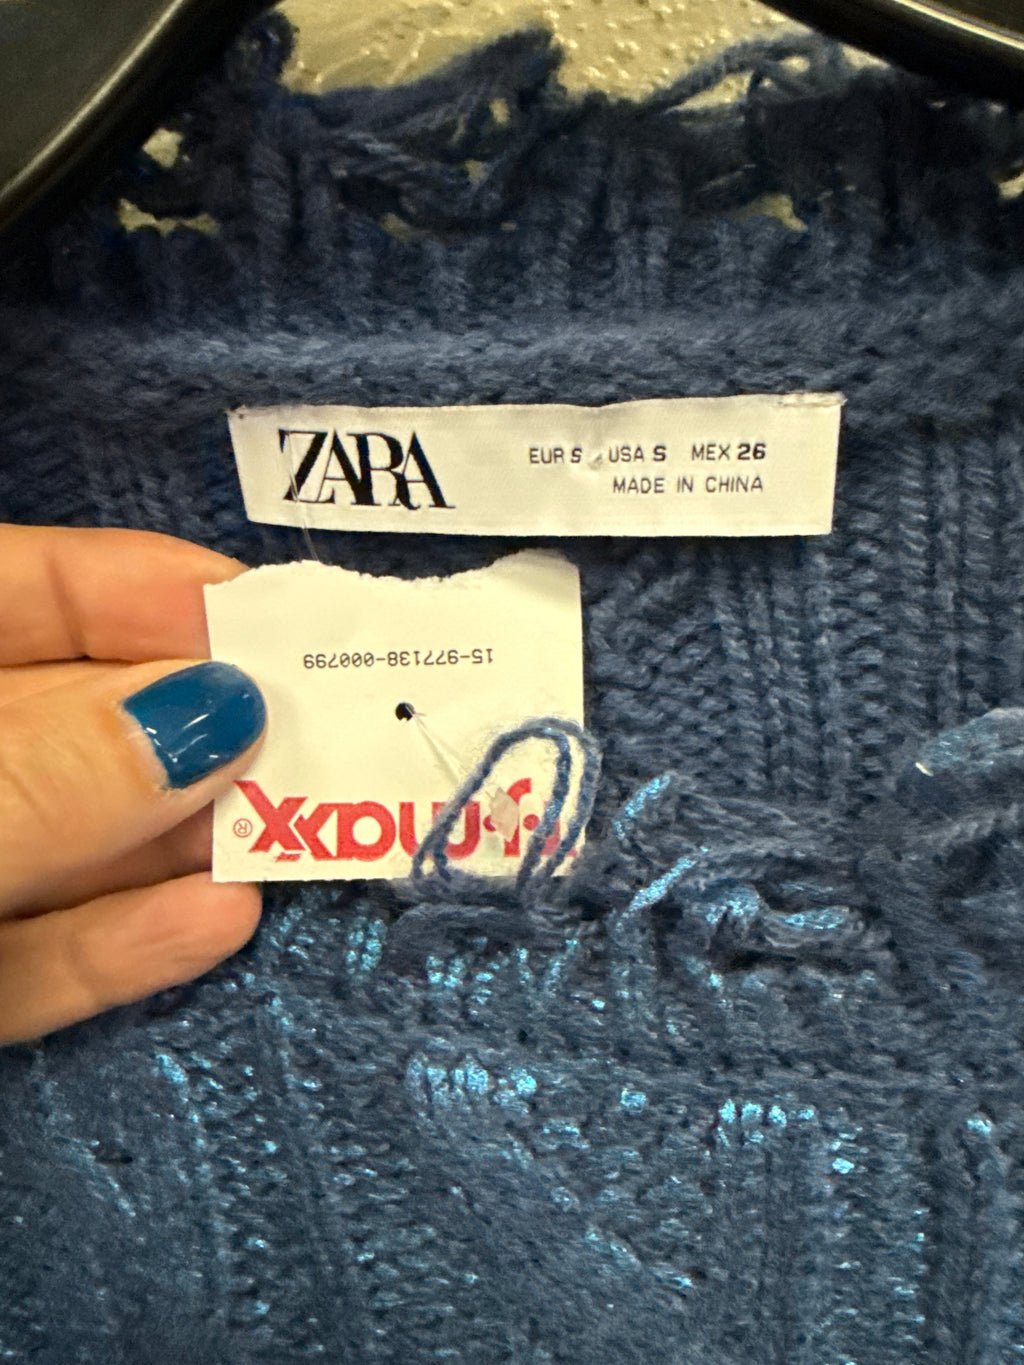 ZARA
EUR S USA S MEX 26
MADE IN CHINA
15-977138-000799
T.J.maxx®